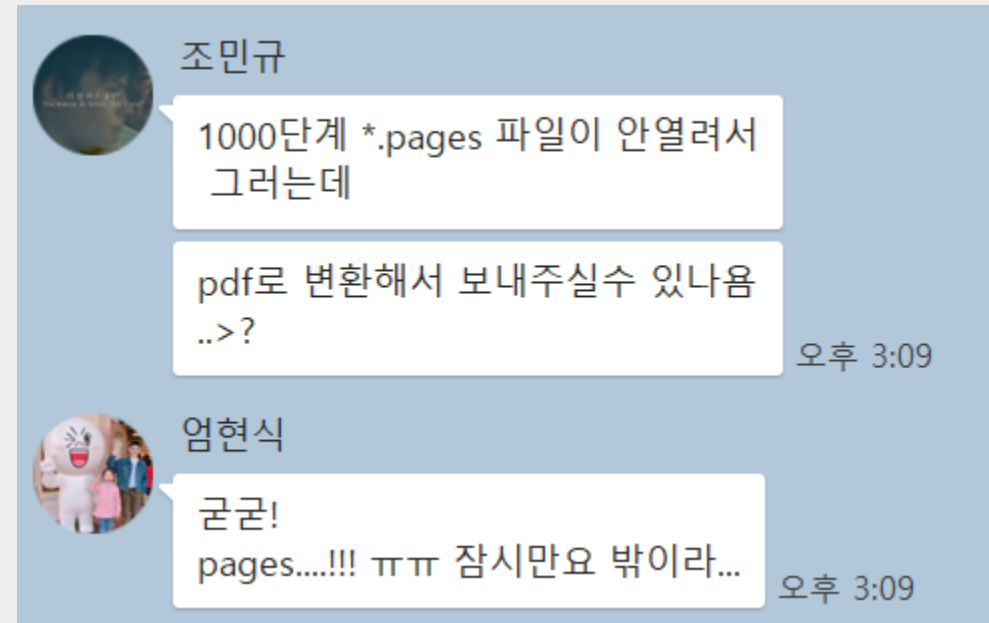 조민규
1000단계 *.pages 파일이 안열려서
그러는데
pdf로 변환해서 보내주실수 있나욤
..>?
오후 3:09
엄현식
굳굳!
pages....!!! ㅠㅠ 잠시만요 밖이라...
오후 3:09